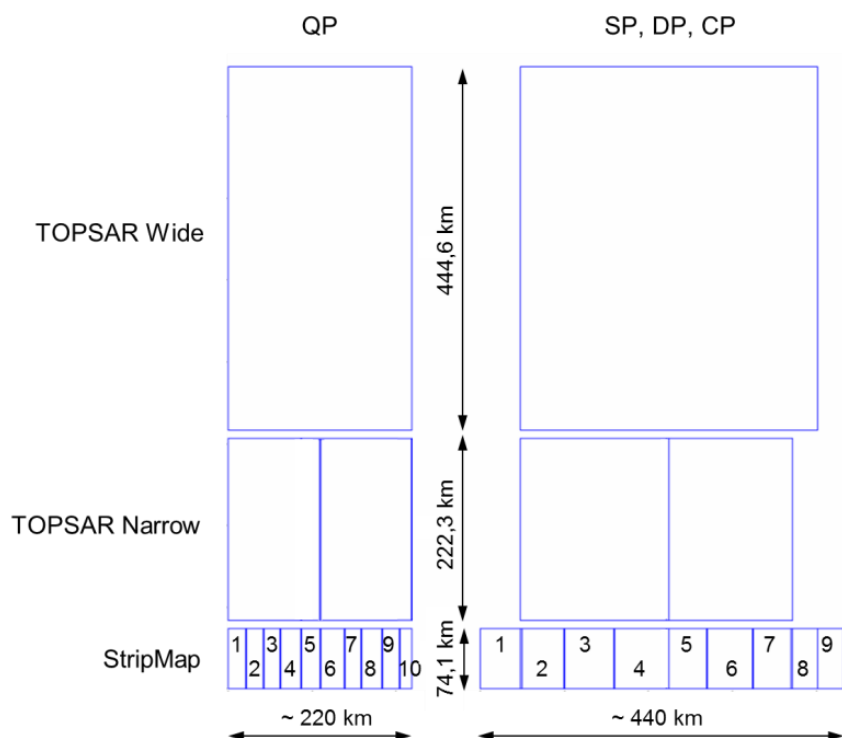 QP
SP, DP, CP
TOPSAR Wide
444,6 km
TOPSAR Narrow
222,3 km
StripMap
1 2 3 4 5 6 7 8 9 10
74,1 km
1 2 3 4 5 6 7 8 9
~ 220 km
~ 440 km